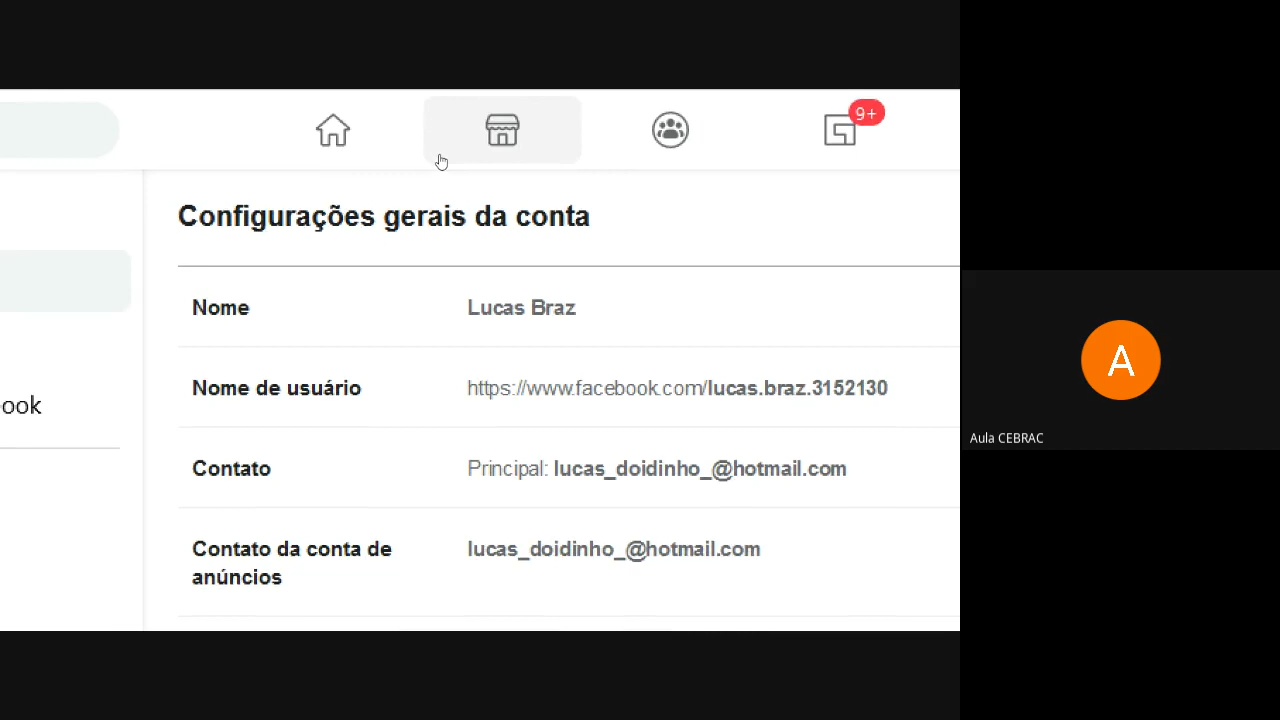 9+
Configurações gerais da conta
Nome Lucas Braz
Nome de usuário https://www.facebook.com/lucas.braz.3152130
ook
Contato Principal: lucas_doidinho_@hotmail.com
Contato da conta de anúncios lucas_doidinho_@hotmail.com
A
Aula CEBRAC